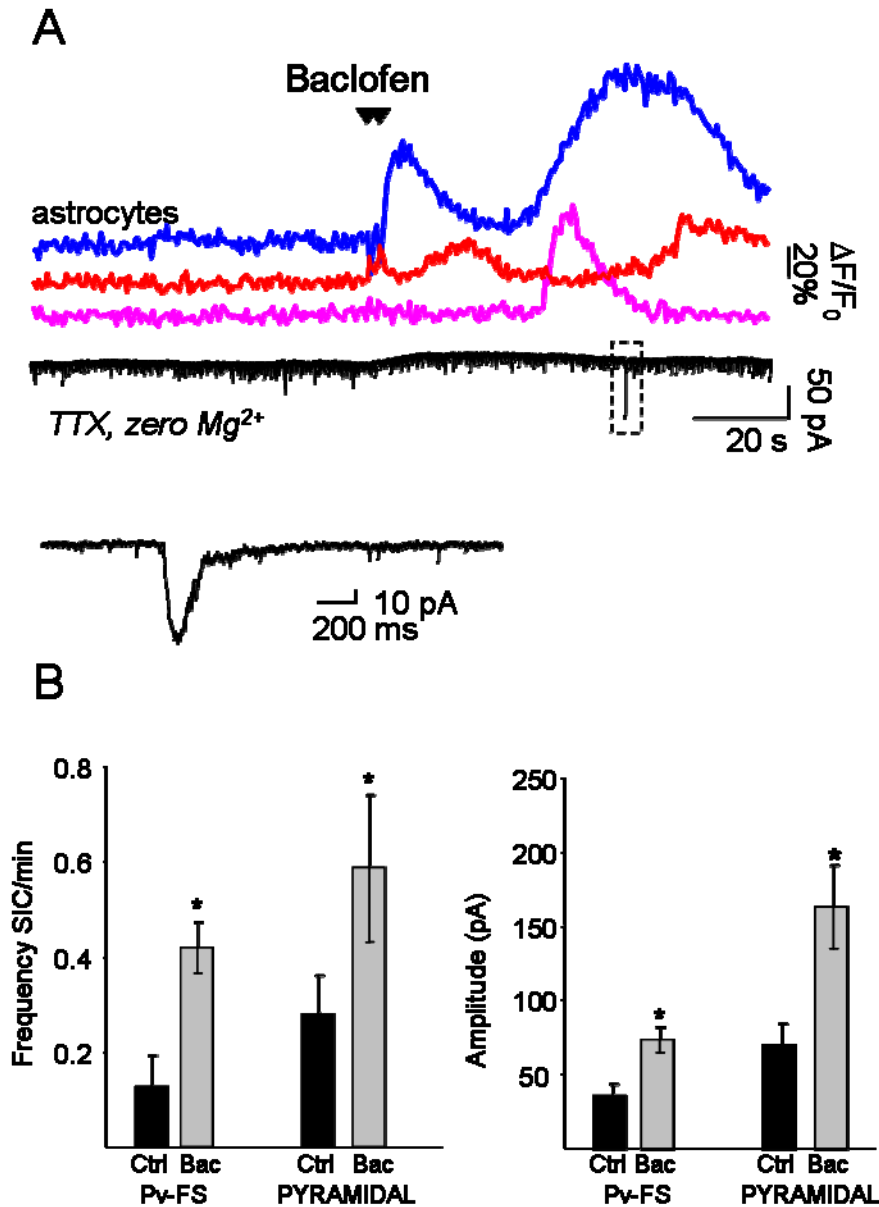 A
Baclofen
astrocytes
ΔF/F0
20%
TTX, zero Mg2+
50 pA
20 s
10 pA
200 ms
B
Frequency SIC/min
0.8
0.6
0.4
0.2
Ctrl Bac Ctrl Bac
Pv-FS PYRAMIDAL
*
*
Amplitude (pA)
250
200
150
100
50
Ctrl Bac Ctrl Bac
Pv-FS PYRAMIDAL
*
*